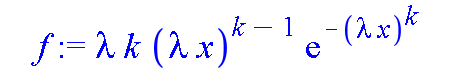 f := λ k (λ x)^{k − 1} e^{−(λ x)^k}